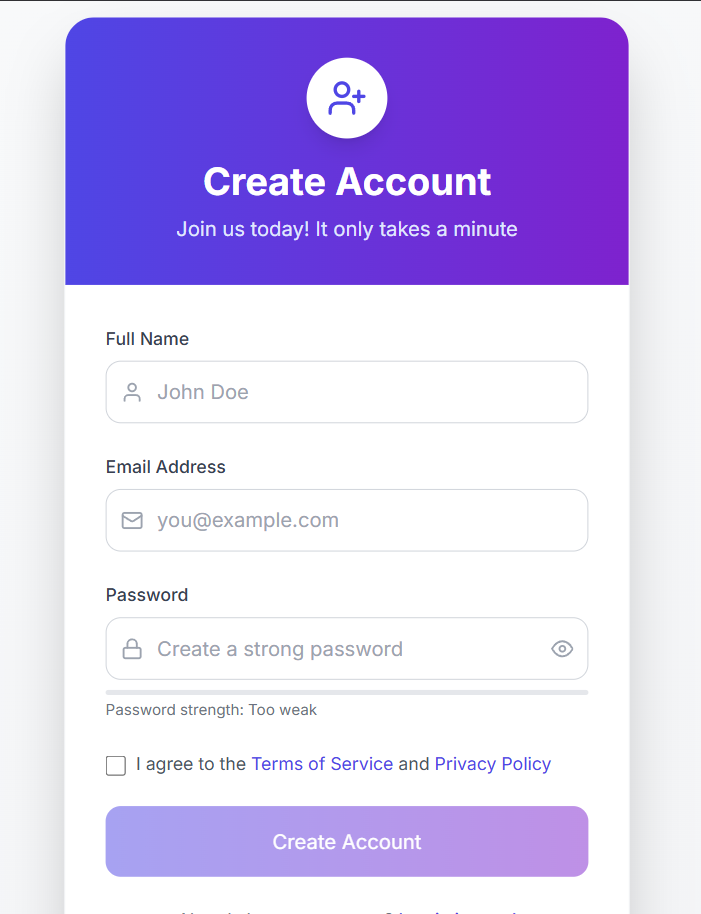 Create Account
Join us today! It only takes a minute
Full Name
John Doe
Email Address
you@example.com
Password
Create a strong password
Password strength: Too weak
I agree to the Terms of Service and Privacy Policy
Create Account